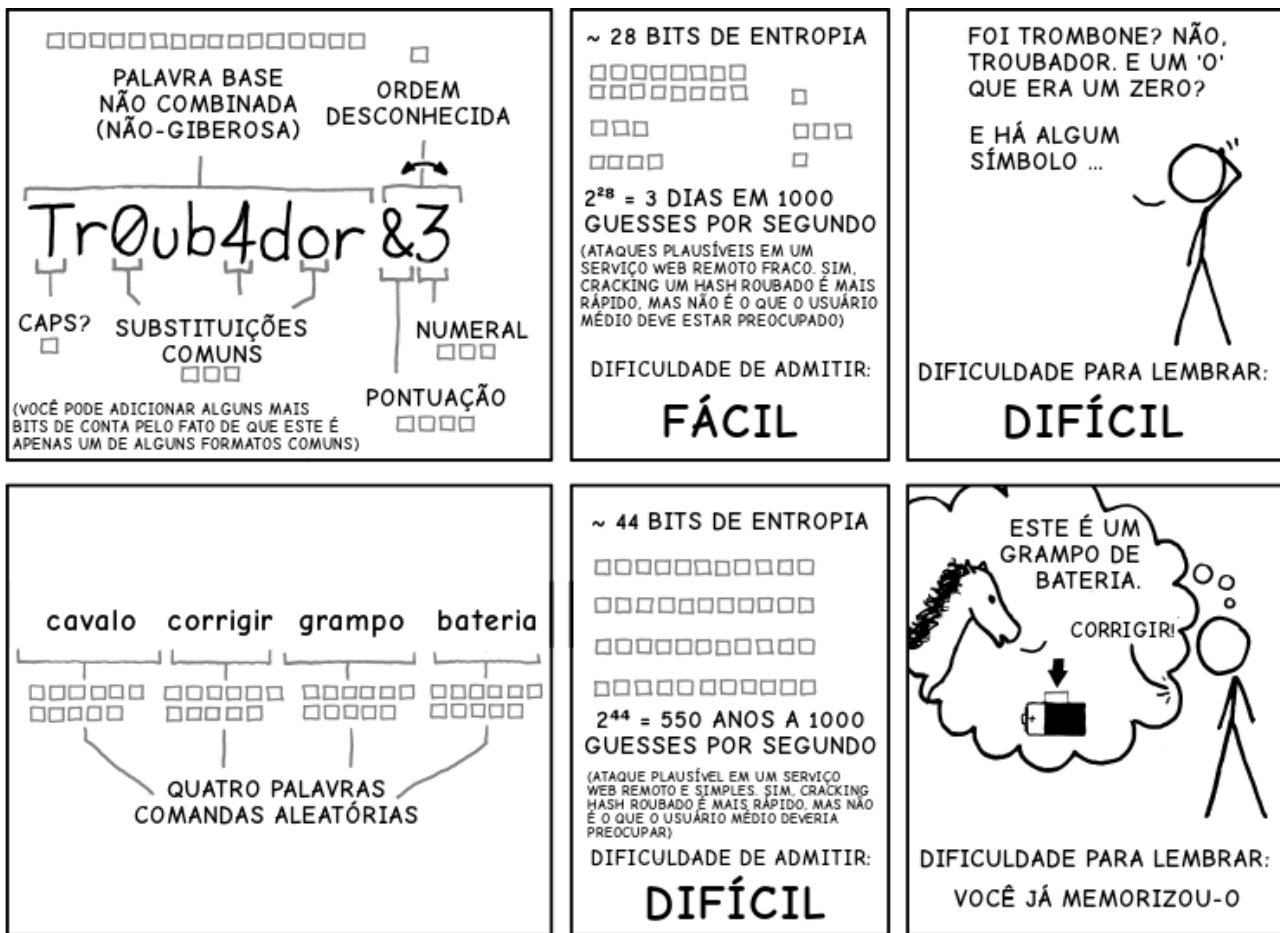 PALAVRA BASE
NÃO COMBINADA
(NÃO-GIBEROSA)
ORDEM
DESCONHECIDA
Tr0ub4dor &3
CAPS?
SUBSTITUIÇÕES
COMUNS
NUMERAL
PONTUAÇÃO
(VOCÊ PODE ADICIONAR ALGUNS MAIS
BITS DE CONTA PELO FATO DE QUE ESTE É
APENAS UM DE ALGUNS FORMATOS COMUNS)
~ 28 BITS DE ENTROPIA
2²⁸ = 3 DIAS EM 1000
GUESSES POR SEGUNDO
(ATAQUES PLAUSÍVEIS EM UM
SERVIÇO WEB REMOTO FRACO. SIM,
CRACKING UM HASH ROUBADO É MAIS
RÁPIDO, MAS NÃO É O QUE O USUÁRIO
MÉDIO DEVE ESTAR PREOCUPADO)
DIFICULDADE DE ADMITIR:
FÁCIL
FOI TROMBONE? NÃO,
TROUBADOR. E UM 'O'
QUE ERA UM ZERO?
E HÁ ALGUM
SÍMBOLO ...
DIFICULDADE PARA LEMBRAR:
DIFÍCIL
cavalo corrigir grampo bateria
QUATRO PALAVRAS
COMANDAS ALEATÓRIAS
~ 44 BITS DE ENTROPIA
2⁴⁴ = 550 ANOS A 1000
GUESSES POR SEGUNDO
(ATAQUE PLAUSÍVEL EM UM SERVIÇO
WEB REMOTO E SIMPLES. SIM, CRACKING
HASH ROUBADO É MAIS RÁPIDO, MAS NÃO
É O QUE O USUÁRIO MÉDIO DEVERIA
PREOCUPAR)
DIFICULDADE DE ADMITIR:
DIFÍCIL
ESTE É UM
GRAMPO DE
BATERIA.
CORRIGIR!
DIFICULDADE PARA LEMBRAR:
VOCÊ JÁ MEMORIZOU-O